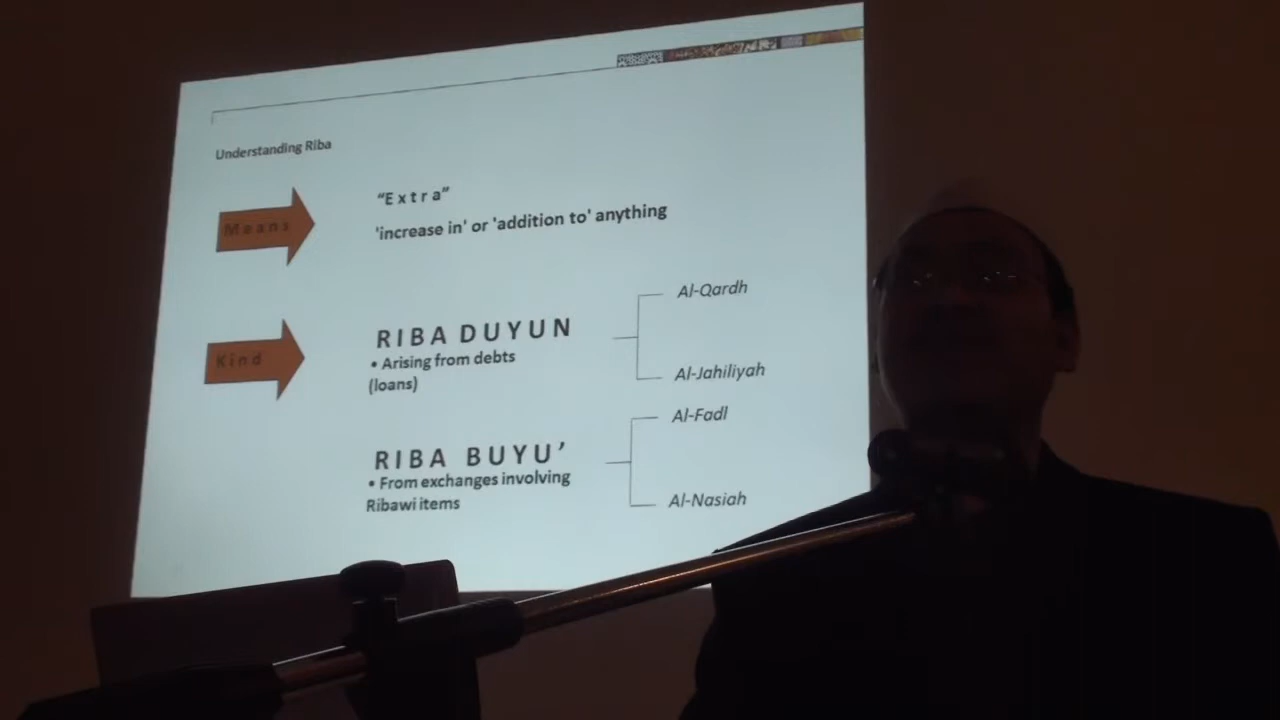 Understanding Riba
Means
"Extra"
'increase in' or 'addition to' anything
Kind
RIBA DUYUN
• Arising from debts
(loans)
Al-Qardh
Al-Jahiliyah
RIBA BUYU’
• From exchanges involving
Ribawi items
Al-Fadl
Al-Nasiah